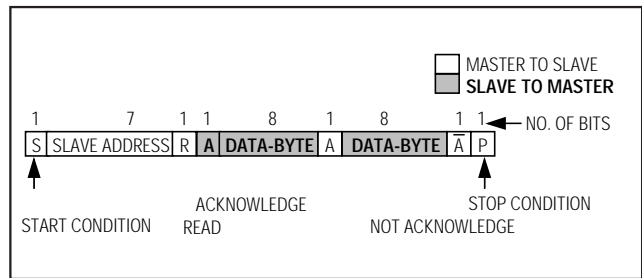 MASTER TO SLAVE
SLAVE TO MASTER
1 7 1 1 8 1 8 1 1 NO. OF BITS
S SLAVE ADDRESS R A DATA-BYTE A DATA-BYTE A̅ P
ACKNOWLEDGE STOP CONDITION
START CONDITION READ NOT ACKNOWLEDGE